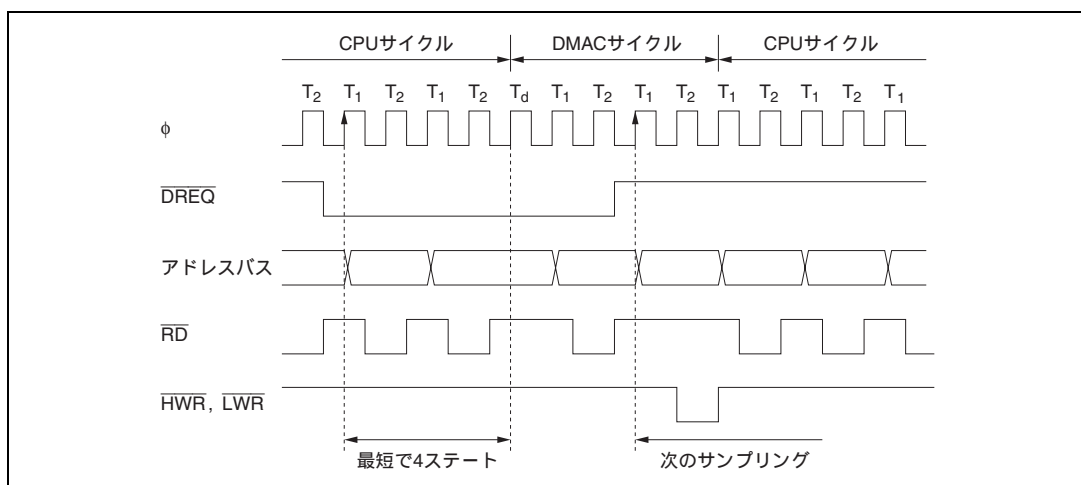 CPUサイクル DMACサイクル CPUサイクル
T2 T1 T2 T1 T2 Td T1 T2 T1 T2 T1 T2 T1 T2 T1
φ
DREQ
アドレスバス
RD
HWR, LWR
最短で4ステート 次のサンプリング